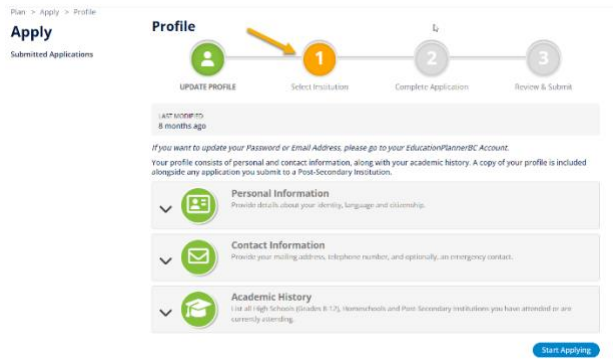 Plan > Apply > Profile
Apply
Submitted Applications
Profile
1
2
3
UPDATE PROFILE
Select Institution
Complete Application
Review & Submit
LAST MODIFIED
8 months ago
If you want to update your Password or Email Address, please go to your EducationPlannerBC Account.
Your profile consists of personal and contact information, along with your academic history. A copy of your profile is included
alongside any application you submit to a Post-Secondary Institution.
Personal Information
Provide details about your identity, language and citizenship.
Contact Information
Provide your mailing address, telephone number, and optionally, an emergency contact.
Academic History
List all High Schools (Grades 8-12), Homeschools and Post-Secondary Institutions you have attended or are
currently attending.
Start Applying